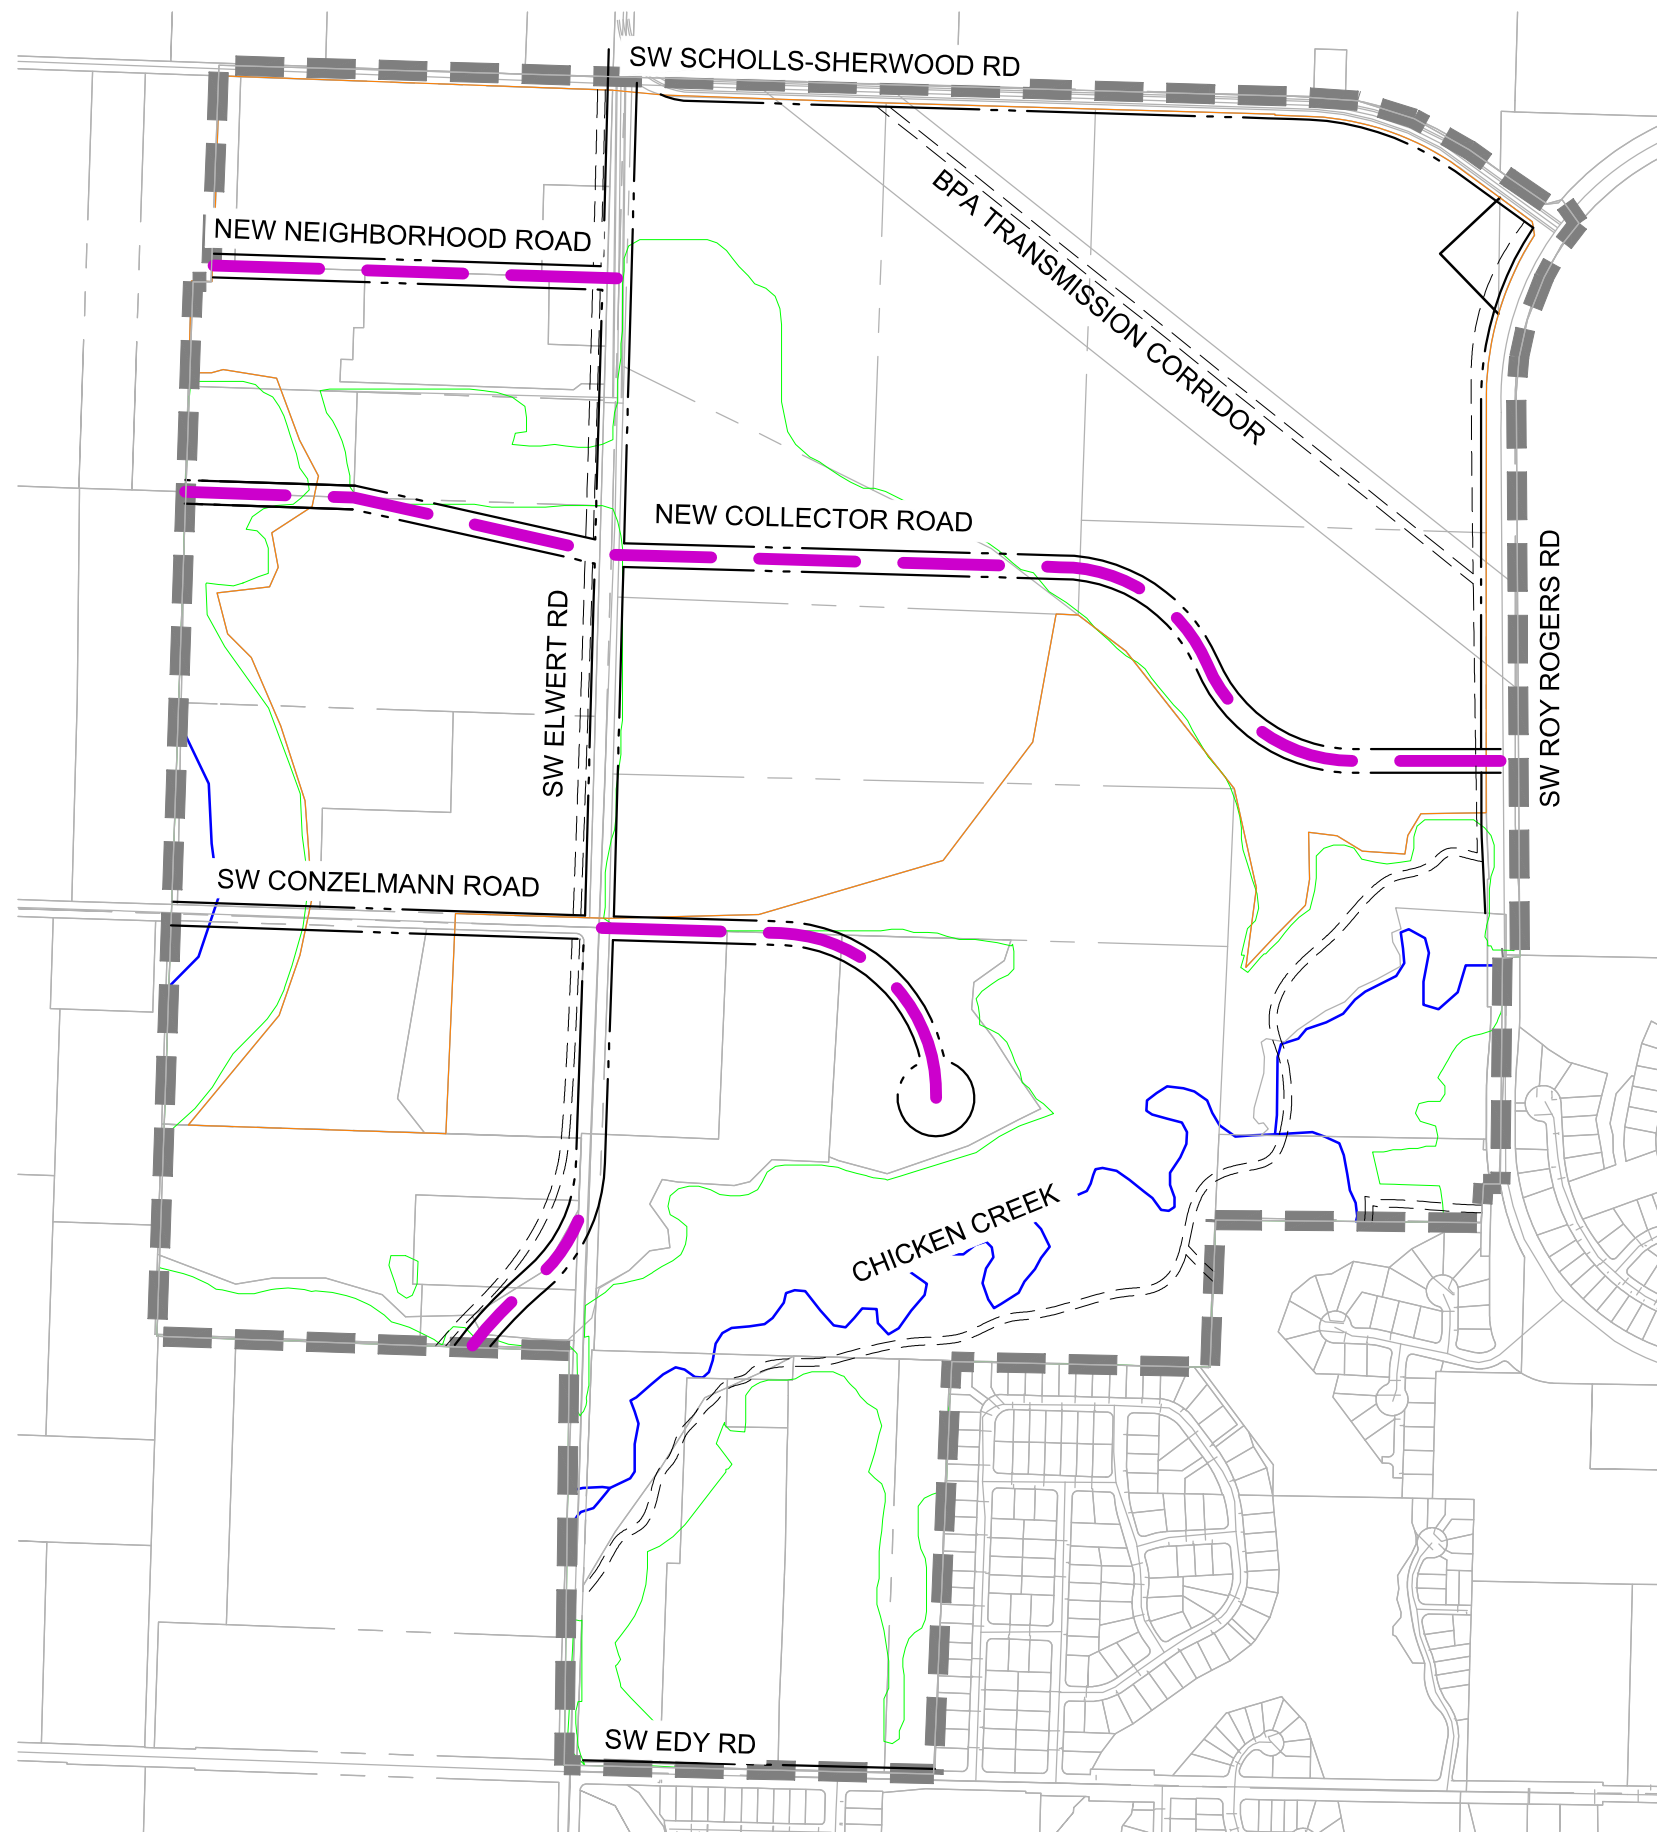 SW SCHOLLS-SHERWOOD RD
NEW NEIGHBORHOOD ROAD
BPA TRANSMISSION CORRIDOR
NEW COLLECTOR ROAD
SW ELWERT RD
SW ROY ROGERS RD
SW CONZELMANN ROAD
CHICKEN CREEK
SW EDY RD